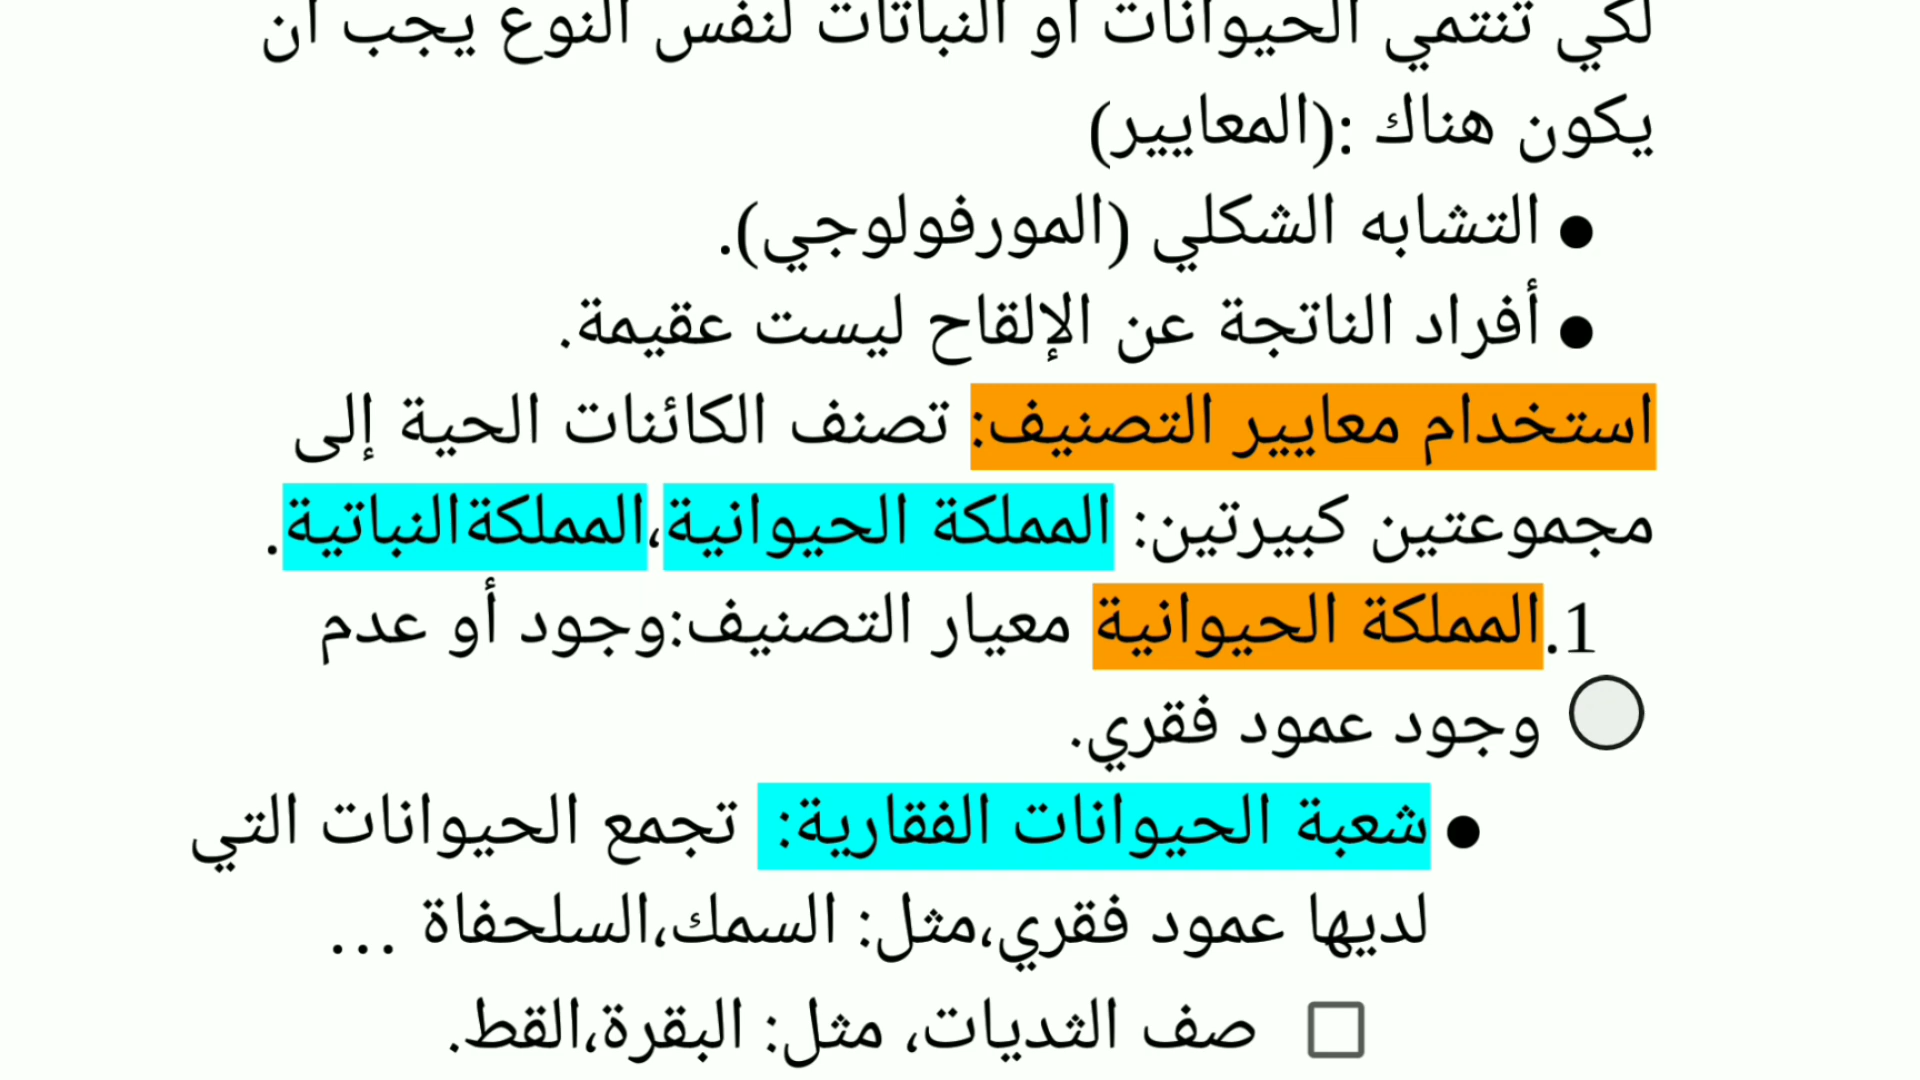 لكي تنتمي الحيوانات أو النباتات لنفس النوع يجب أن
يكون هناك :(المعايير)
● التشابه الشكلي (المورفولوجي).
● أفراد الناتجة عن الإلقاح ليست عقيمة.
استخدام معايير التصنيف: تصنف الكائنات الحية إلى
مجموعتين كبيرتين: المملكة الحيوانية،المملكةالنباتية.
1.المملكة الحيوانية معيار التصنيف:وجود أو عدم
وجود عمود فقري.
● شعبة الحيوانات الفقارية: تجمع الحيوانات التي
لديها عمود فقري،مثل: السمك،السلحفاة ...
صف الثديات، مثل: البقرة،القط.